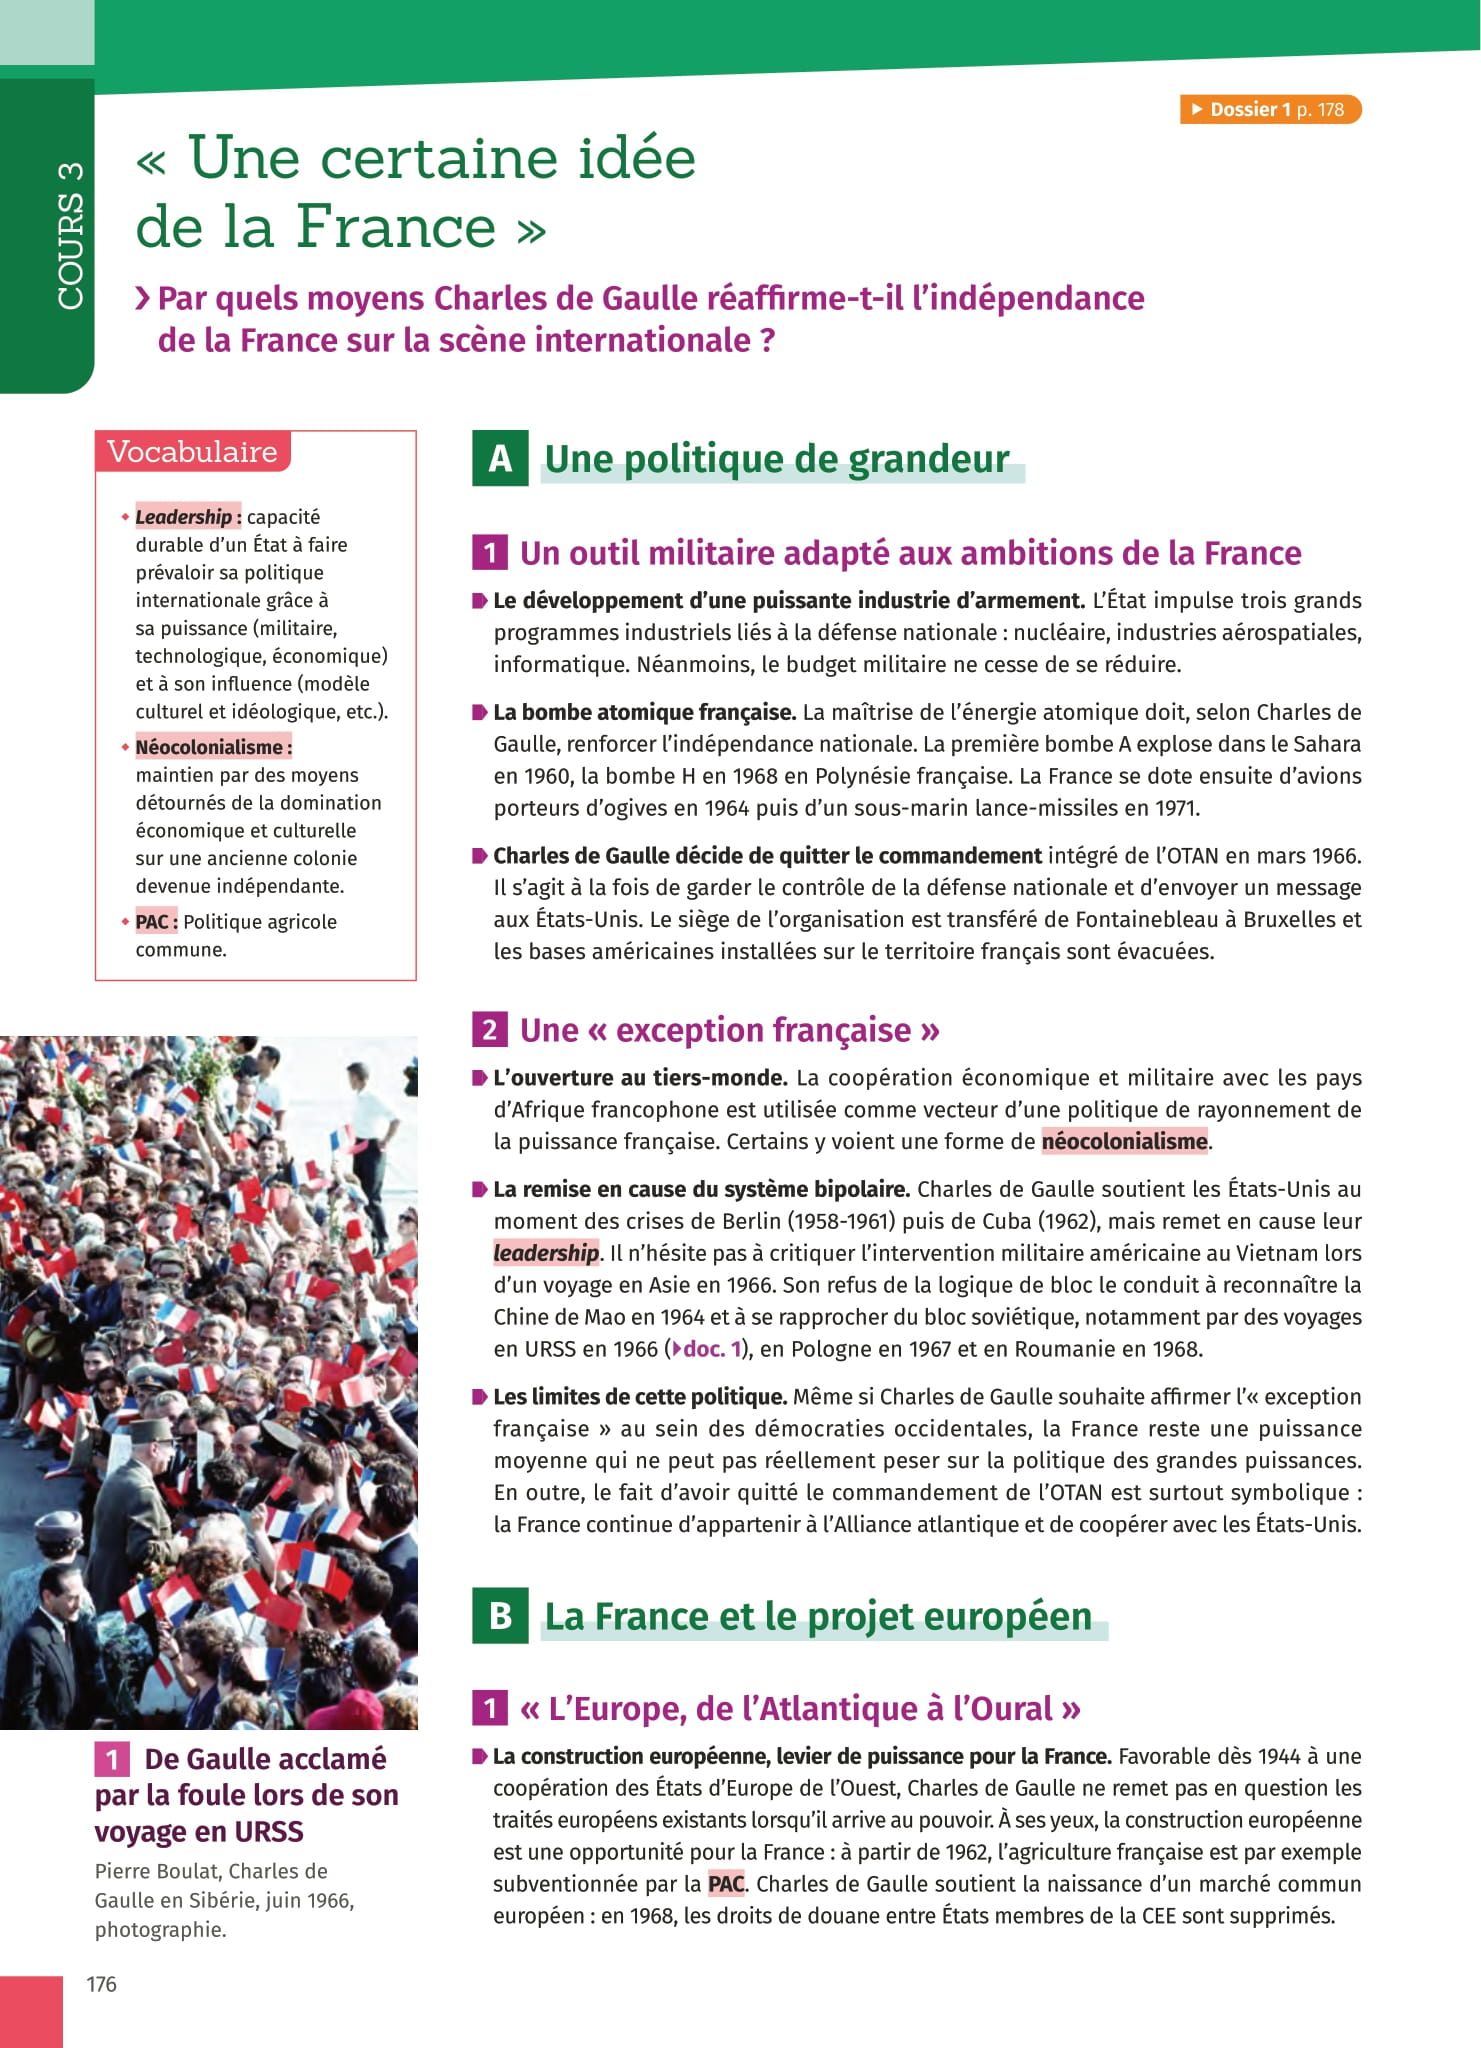 Dossier 1 p. 178
COURS 3
« Une certaine idée
de la France »
Par quels moyens Charles de Gaulle réaffirme-t-il l’indépendance
de la France sur la scène internationale ?
Vocabulaire
Leadership : capacité
durable d’un État à faire
prévaloir sa politique
internationale grâce à
sa puissance (militaire,
technologique, économique)
et à son influence (modèle
culturel et idéologique, etc.).
Néocolonialisme :
maintien par des moyens
détournés de la domination
économique et culturelle
sur une ancienne colonie
devenue indépendante.
PAC : Politique agricole
commune.
1 De Gaulle acclamé
par la foule lors de son
voyage en URSS
Pierre Boulat, Charles de
Gaulle en Sibérie, juin 1966,
photographie.
A Une politique de grandeur
1 Un outil militaire adapté aux ambitions de la France
Le développement d’une puissante industrie d’armement. L’État impulse trois grands
programmes industriels liés à la défense nationale : nucléaire, industries aérospatiales,
informatique. Néanmoins, le budget militaire ne cesse de se réduire.
La bombe atomique française. La maîtrise de l’énergie atomique doit, selon Charles de
Gaulle, renforcer l’indépendance nationale. La première bombe A explose dans le Sahara
en 1960, la bombe H en 1968 en Polynésie française. La France se dote ensuite d’avions
porteurs d’ogives en 1964 puis d’un sous-marin lance-missiles en 1971.
Charles de Gaulle décide de quitter le commandement intégré de l’OTAN en mars 1966.
Il s’agit à la fois de garder le contrôle de la défense nationale et d’envoyer un message
aux États-Unis. Le siège de l’organisation est transféré de Fontainebleau à Bruxelles et
les bases américaines installées sur le territoire français sont évacuées.
2 Une « exception française »
L’ouverture au tiers-monde. La coopération économique et militaire avec les pays
d’Afrique francophone est utilisée comme vecteur d’une politique de rayonnement de
la puissance française. Certains y voient une forme de néocolonialisme.
La remise en cause du système bipolaire. Charles de Gaulle soutient les États-Unis au
moment des crises de Berlin (1958-1961) puis de Cuba (1962), mais remet en cause leur
leadership. Il n’hésite pas à critiquer l’intervention militaire américaine au Vietnam lors
d’un voyage en Asie en 1966. Son refus de la logique de bloc le conduit à reconnaître la
Chine de Mao en 1964 et à se rapprocher du bloc soviétique, notamment par des voyages
en URSS en 1966 (doc. 1), en Pologne en 1967 et en Roumanie en 1968.
Les limites de cette politique. Même si Charles de Gaulle souhaite affirmer l’« exception
française » au sein des démocraties occidentales, la France reste une puissance
moyenne qui ne peut pas réellement peser sur la politique des grandes puissances.
En outre, le fait d’avoir quitté le commandement de l’OTAN est surtout symbolique :
la France continue d’appartenir à l’Alliance atlantique et de coopérer avec les États-Unis.
B La France et le projet européen
1 « L’Europe, de l’Atlantique à l’Oural »
La construction européenne, levier de puissance pour la France. Favorable dès 1944 à une
coopération des États d’Europe de l’Ouest, Charles de Gaulle ne remet pas en question les
traités européens existants lorsqu’il arrive au pouvoir. À ses yeux, la construction européenne
est une opportunité pour la France : à partir de 1962, l’agriculture française est par exemple
subventionnée par la PAC. Charles de Gaulle soutient la naissance d’un marché commun
européen : en 1968, les droits de douane entre États membres de la CEE sont supprimés.
176